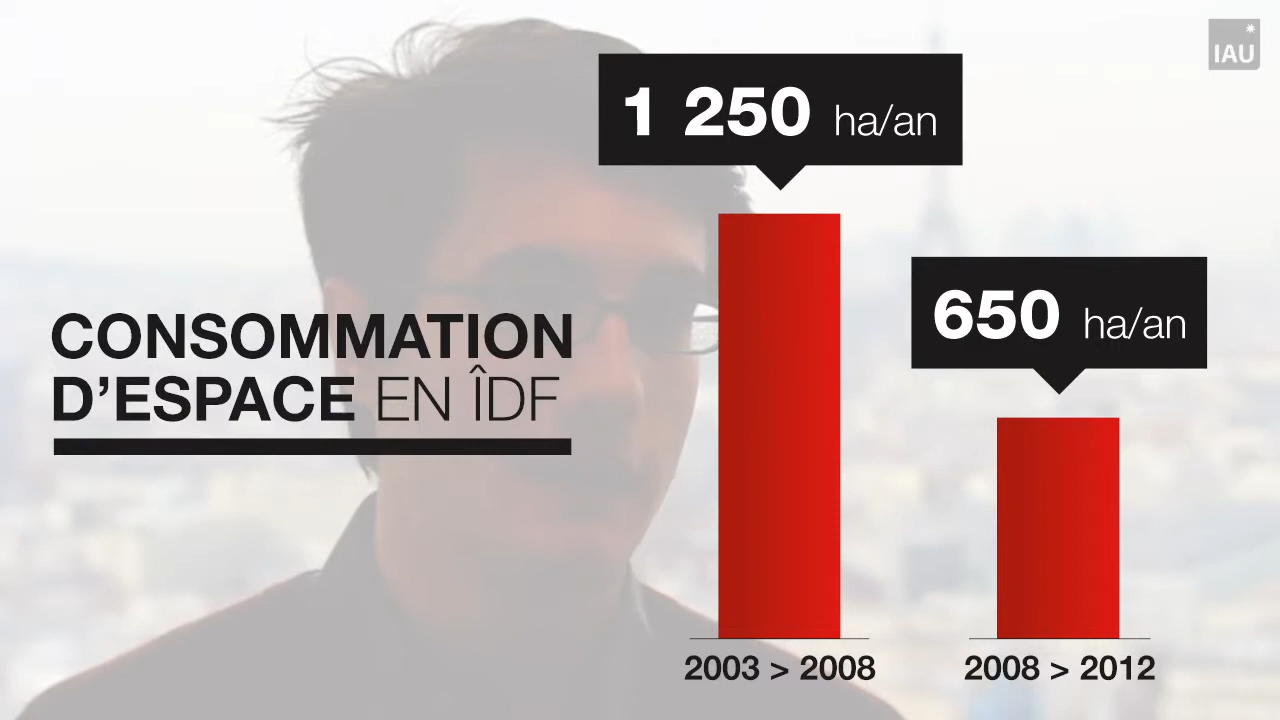 IAU
1 250 ha/an
650 ha/an
CONSOMMATION
D’ESPACE EN ÎDF
2003 > 2008
2008 > 2012